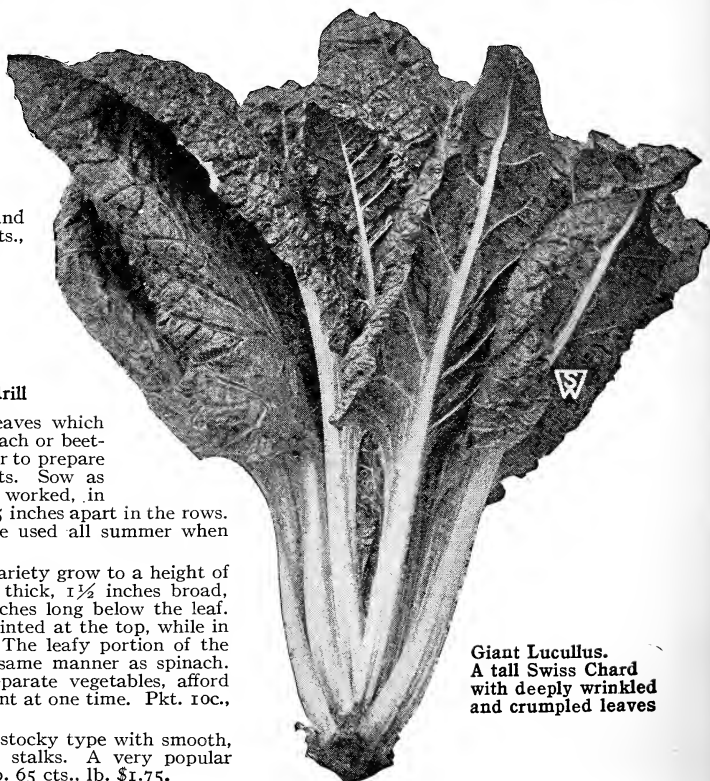 and
ts.,
rill
eaves which
ach or beet-
r to prepare
ts. Sow as
worked, in
inches apart in the rows.
e used all summer when
ariety grow to a height of
thick, 1½ inches broad,
ches long below the leaf.
inted at the top, while in
The leafy portion of the
same manner as spinach.
parate vegetables, afford
nt at one time. Pkt. 10c.,
stocky type with smooth,
stalks. A very popular
b. 65 cts., lb. $1.75.
SW
Giant Lucullus.
A tall Swiss Chard
with deeply wrinkled
and crumpled leaves